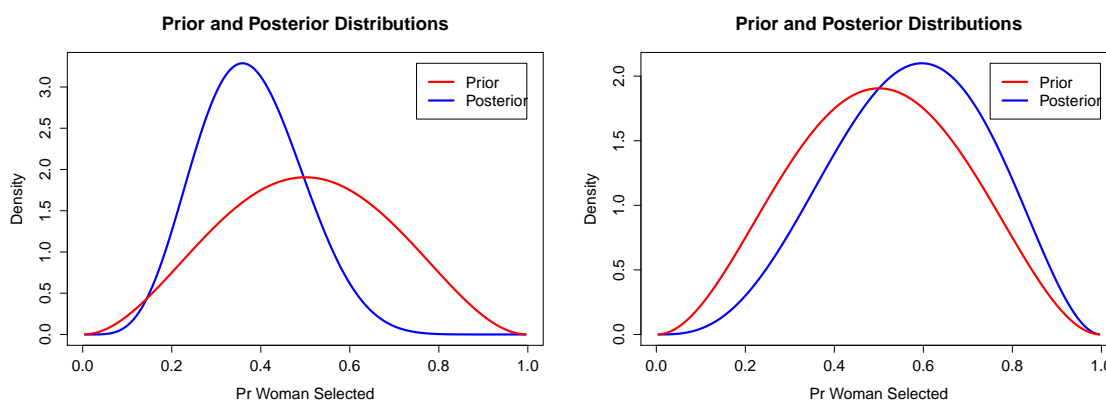 Prior and Posterior Distributions
Prior
Posterior
Density
0.0 0.5 1.0 1.5 2.0 2.5 3.0
0.0 0.2 0.4 0.6 0.8 1.0
Pr Woman Selected
Prior and Posterior Distributions
Prior
Posterior
Density
0.0 0.5 1.0 1.5 2.0
0.0 0.2 0.4 0.6 0.8 1.0
Pr Woman Selected